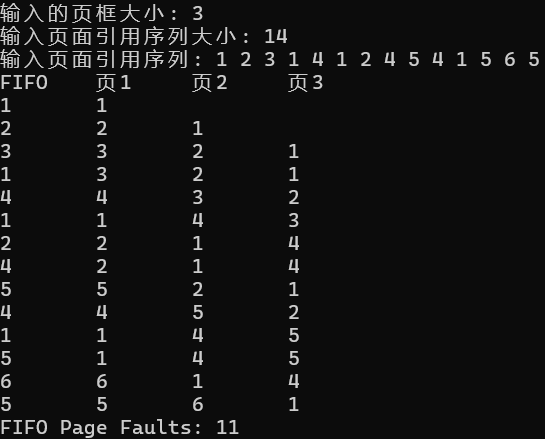 输入的页框大小: 3
输入页面引用序列大小: 14
输入页面引用序列: 1 2 3 1 4 1 2 4 5 4 1 5 6 5
FIFO 页1 页2 页3
1 1
2 2 1
3 3 2 1
1 3 2 1
4 4 3 2
1 1 4 3
2 2 1 4
4 2 1 4
5 5 2 1
4 4 5 2
1 1 4 5
5 1 4 5
6 6 1 4
5 5 6 1
FIFO Page Faults: 11